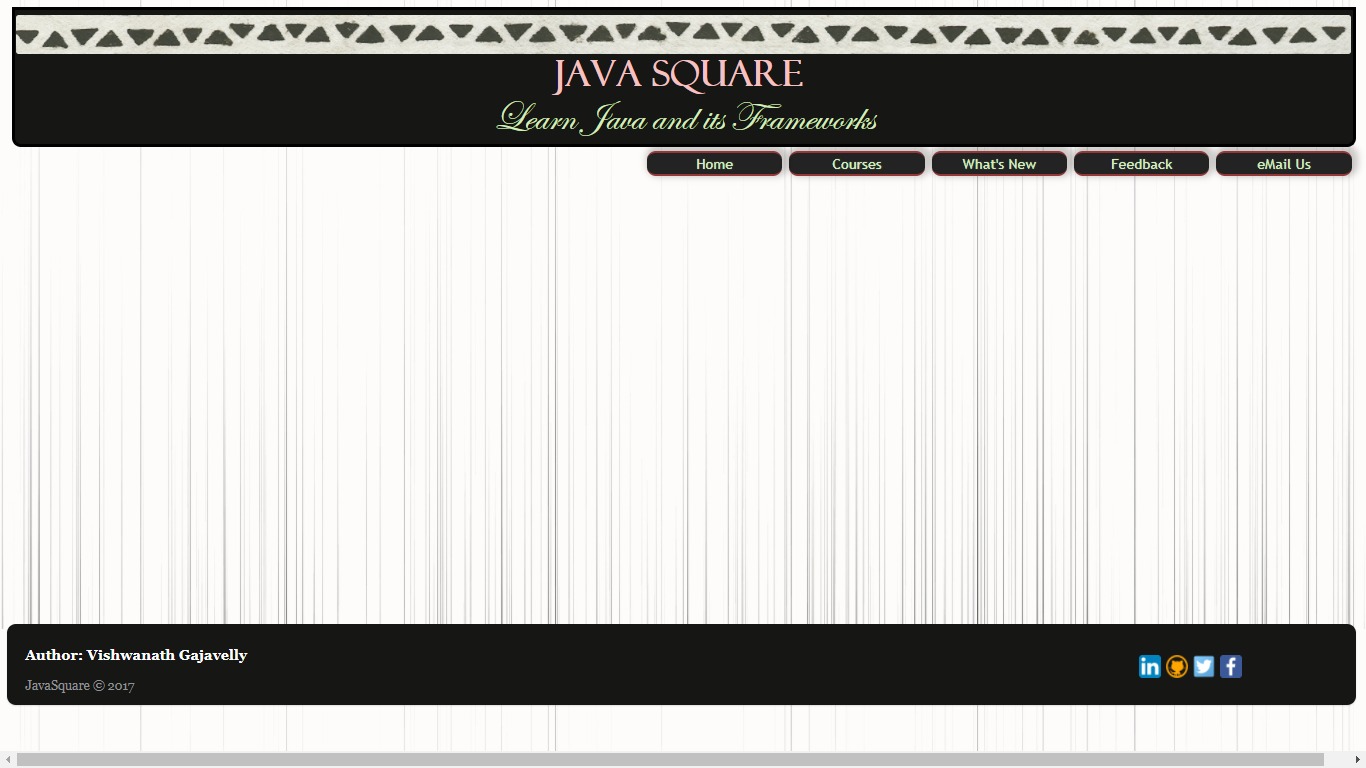 JAVA SQUARE
Learn Java and its Frameworks
Home Courses What's New Feedback eMail Us
Author: Vishwanath Gajavelly
JavaSquare © 2017